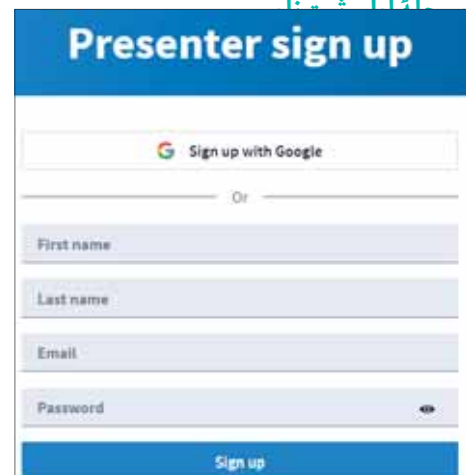 Presenter sign up
Sign up with Google
Or
First name
Last name
Email
Password
Sign up